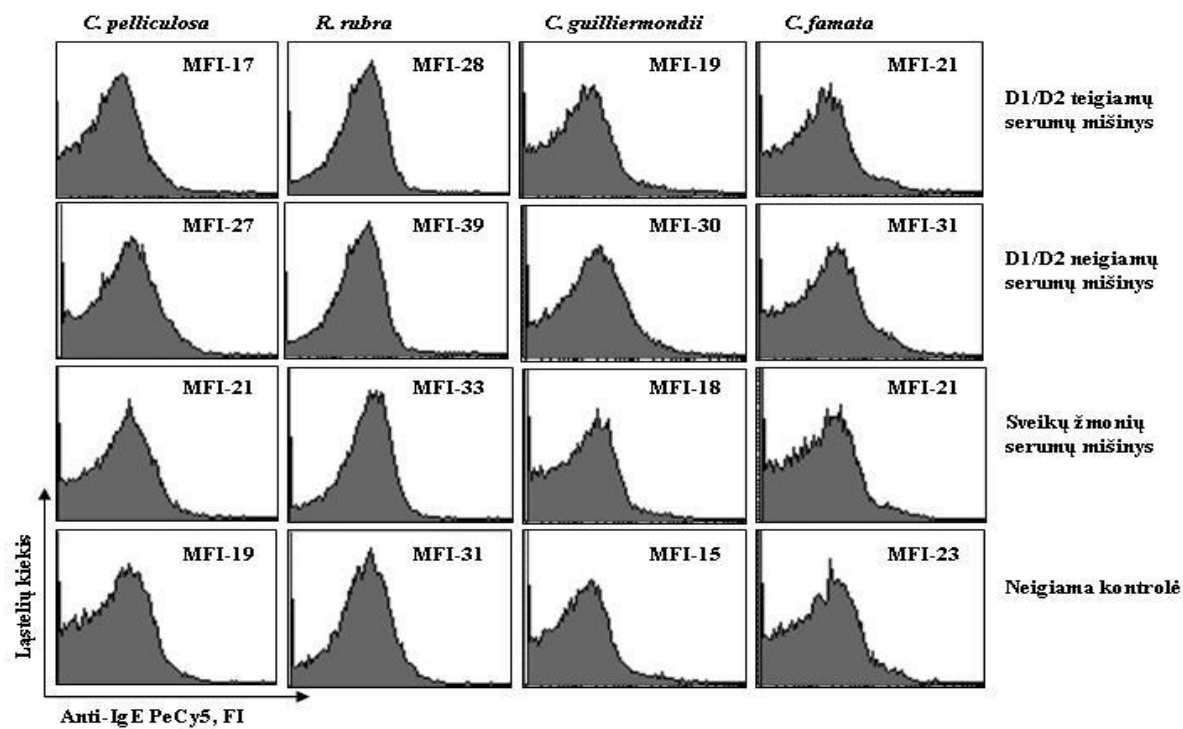 C. pelliculosa R. rubra C. guilliermondii C. famata
MFI-17 MFI-28 MFI-19 MFI-21
D1/D2 teigiamų
serumų mišinys
MFI-27 MFI-39 MFI-30 MFI-31
D1/D2 neigiamų
serumų mišinys
MFI-21 MFI-33 MFI-18 MFI-21
Sveikų žmonių
serumų mišinys
MFI-19 MFI-31 MFI-15 MFI-23
Neigiama kontrolė
Ląstelių kiekis
Anti-IgE PeCy5, FI